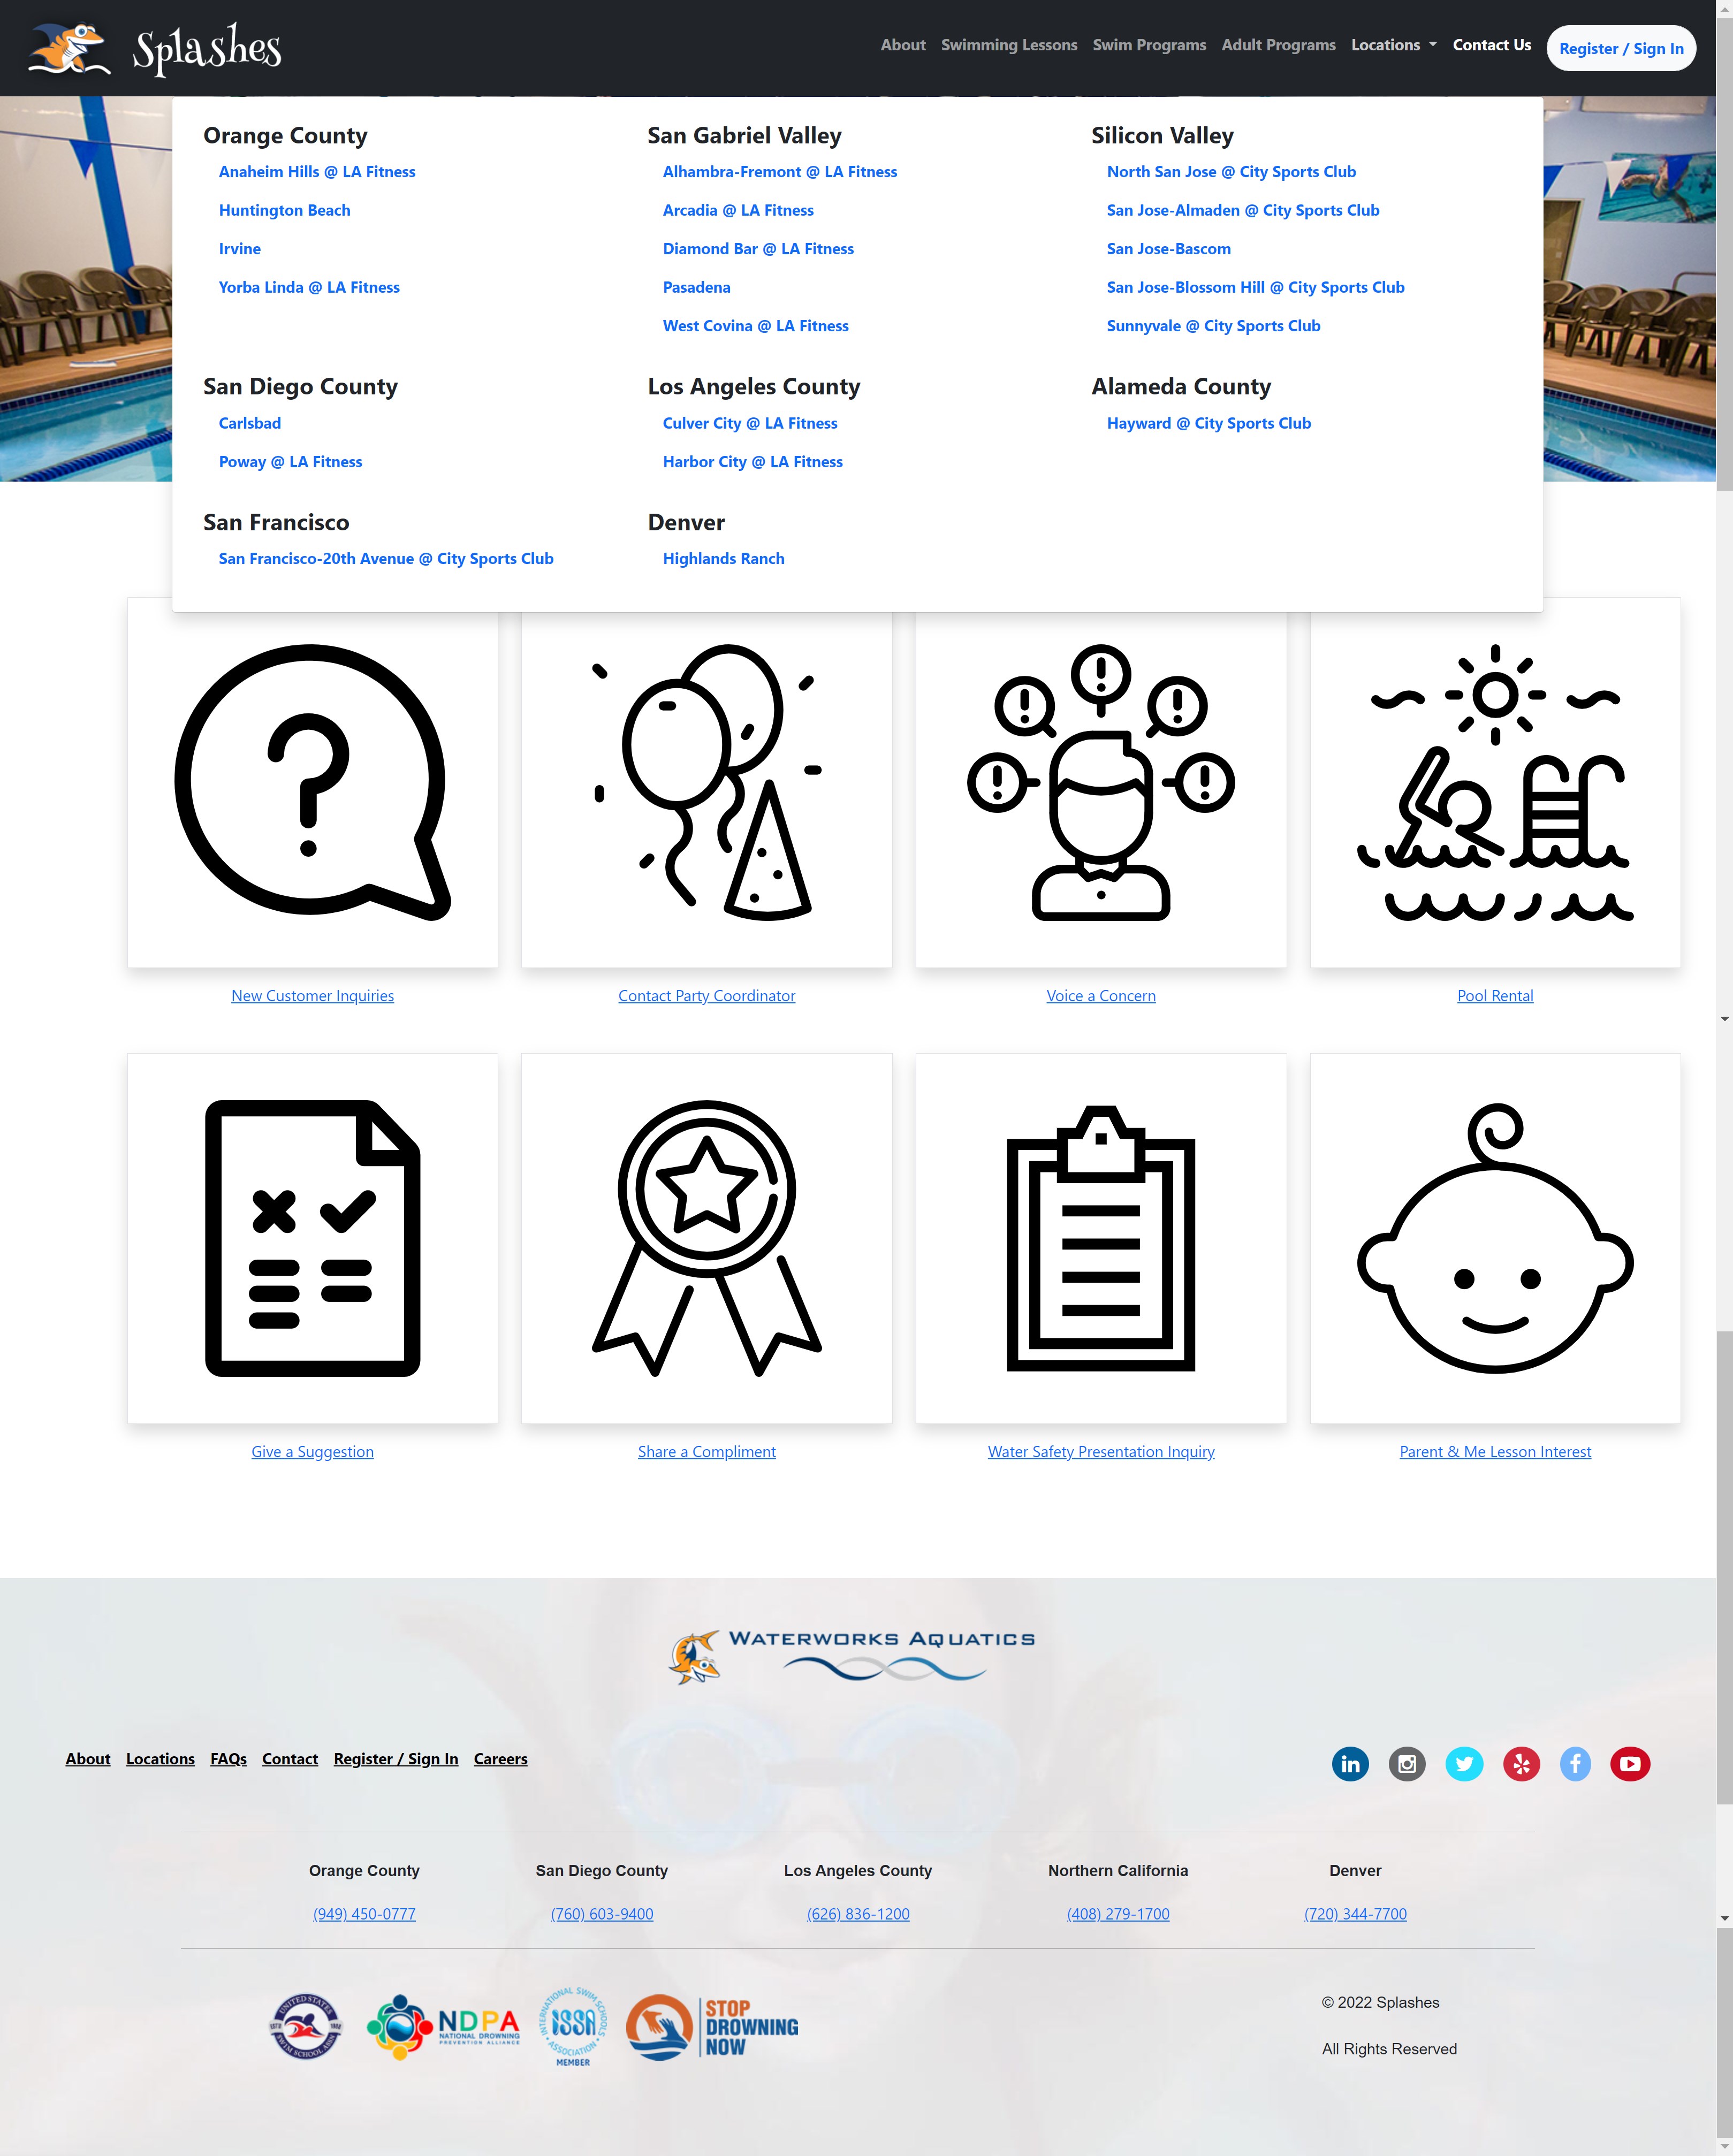 Splashes
About Swimming Lessons Swim Programs Adult Programs Locations Contact Us Register / Sign In
Orange County
Anaheim Hills @ LA Fitness
Huntington Beach
Irvine
Yorba Linda @ LA Fitness
San Gabriel Valley
Alhambra-Fremont @ LA Fitness
Arcadia @ LA Fitness
Diamond Bar @ LA Fitness
Pasadena
West Covina @ LA Fitness
Silicon Valley
North San Jose @ City Sports Club
San Jose-Almaden @ City Sports Club
San Jose-Bascom
San Jose-Blossom Hill @ City Sports Club
Sunnyvale @ City Sports Club
San Diego County
Carlsbad
Poway @ LA Fitness
Los Angeles County
Culver City @ LA Fitness
Harbor City @ LA Fitness
Alameda County
Hayward @ City Sports Club
San Francisco
San Francisco-20th Avenue @ City Sports Club
Denver
Highlands Ranch
New Customer Inquiries
Contact Party Coordinator
Voice a Concern
Pool Rental
Give a Suggestion
Share a Compliment
Water Safety Presentation Inquiry
Parent & Me Lesson Interest
WATERWORKS AQUATICS
About Locations FAQs Contact Register / Sign In Careers
Orange County
(949) 450-0777
San Diego County
(760) 603-9400
Los Angeles County
(626) 836-1200
Northern California
(408) 279-1700
Denver
(720) 344-7700
UNITED STATES
SWIM SCHOOL ASSN
NDPA
NATIONAL DROWNING
PREVENTION ALLIANCE
INTERNATIONAL SWIM SCHOOLS
ISSA
ASSOCIATION
MEMBER
STOP
DROWNING
NOW
© 2022 Splashes
All Rights Reserved